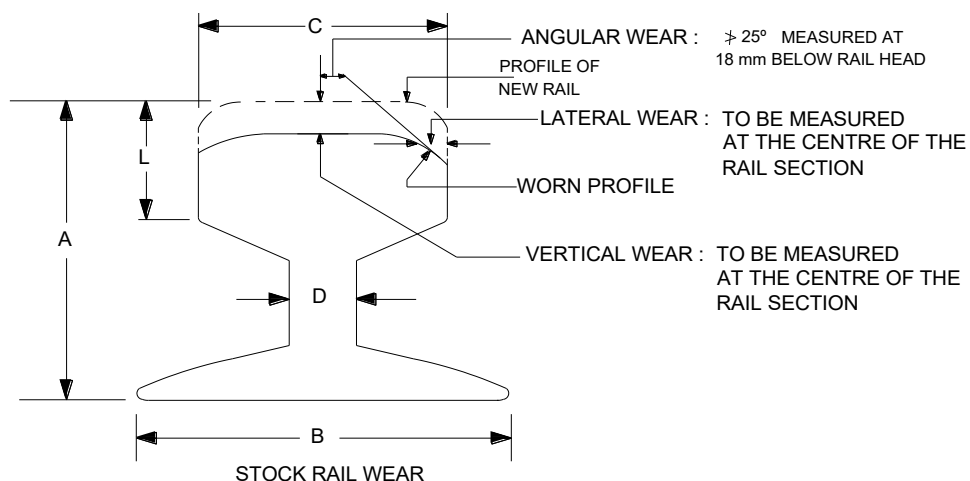 C
ANGULAR WEAR : ≯ 25º MEASURED AT
18 mm BELOW RAIL HEAD
PROFILE OF
NEW RAIL
LATERAL WEAR : TO BE MEASURED
AT THE CENTRE OF THE
RAIL SECTION
L
WORN PROFILE
A
VERTICAL WEAR : TO BE MEASURED
AT THE CENTRE OF THE
RAIL SECTION
D
B
STOCK RAIL WEAR